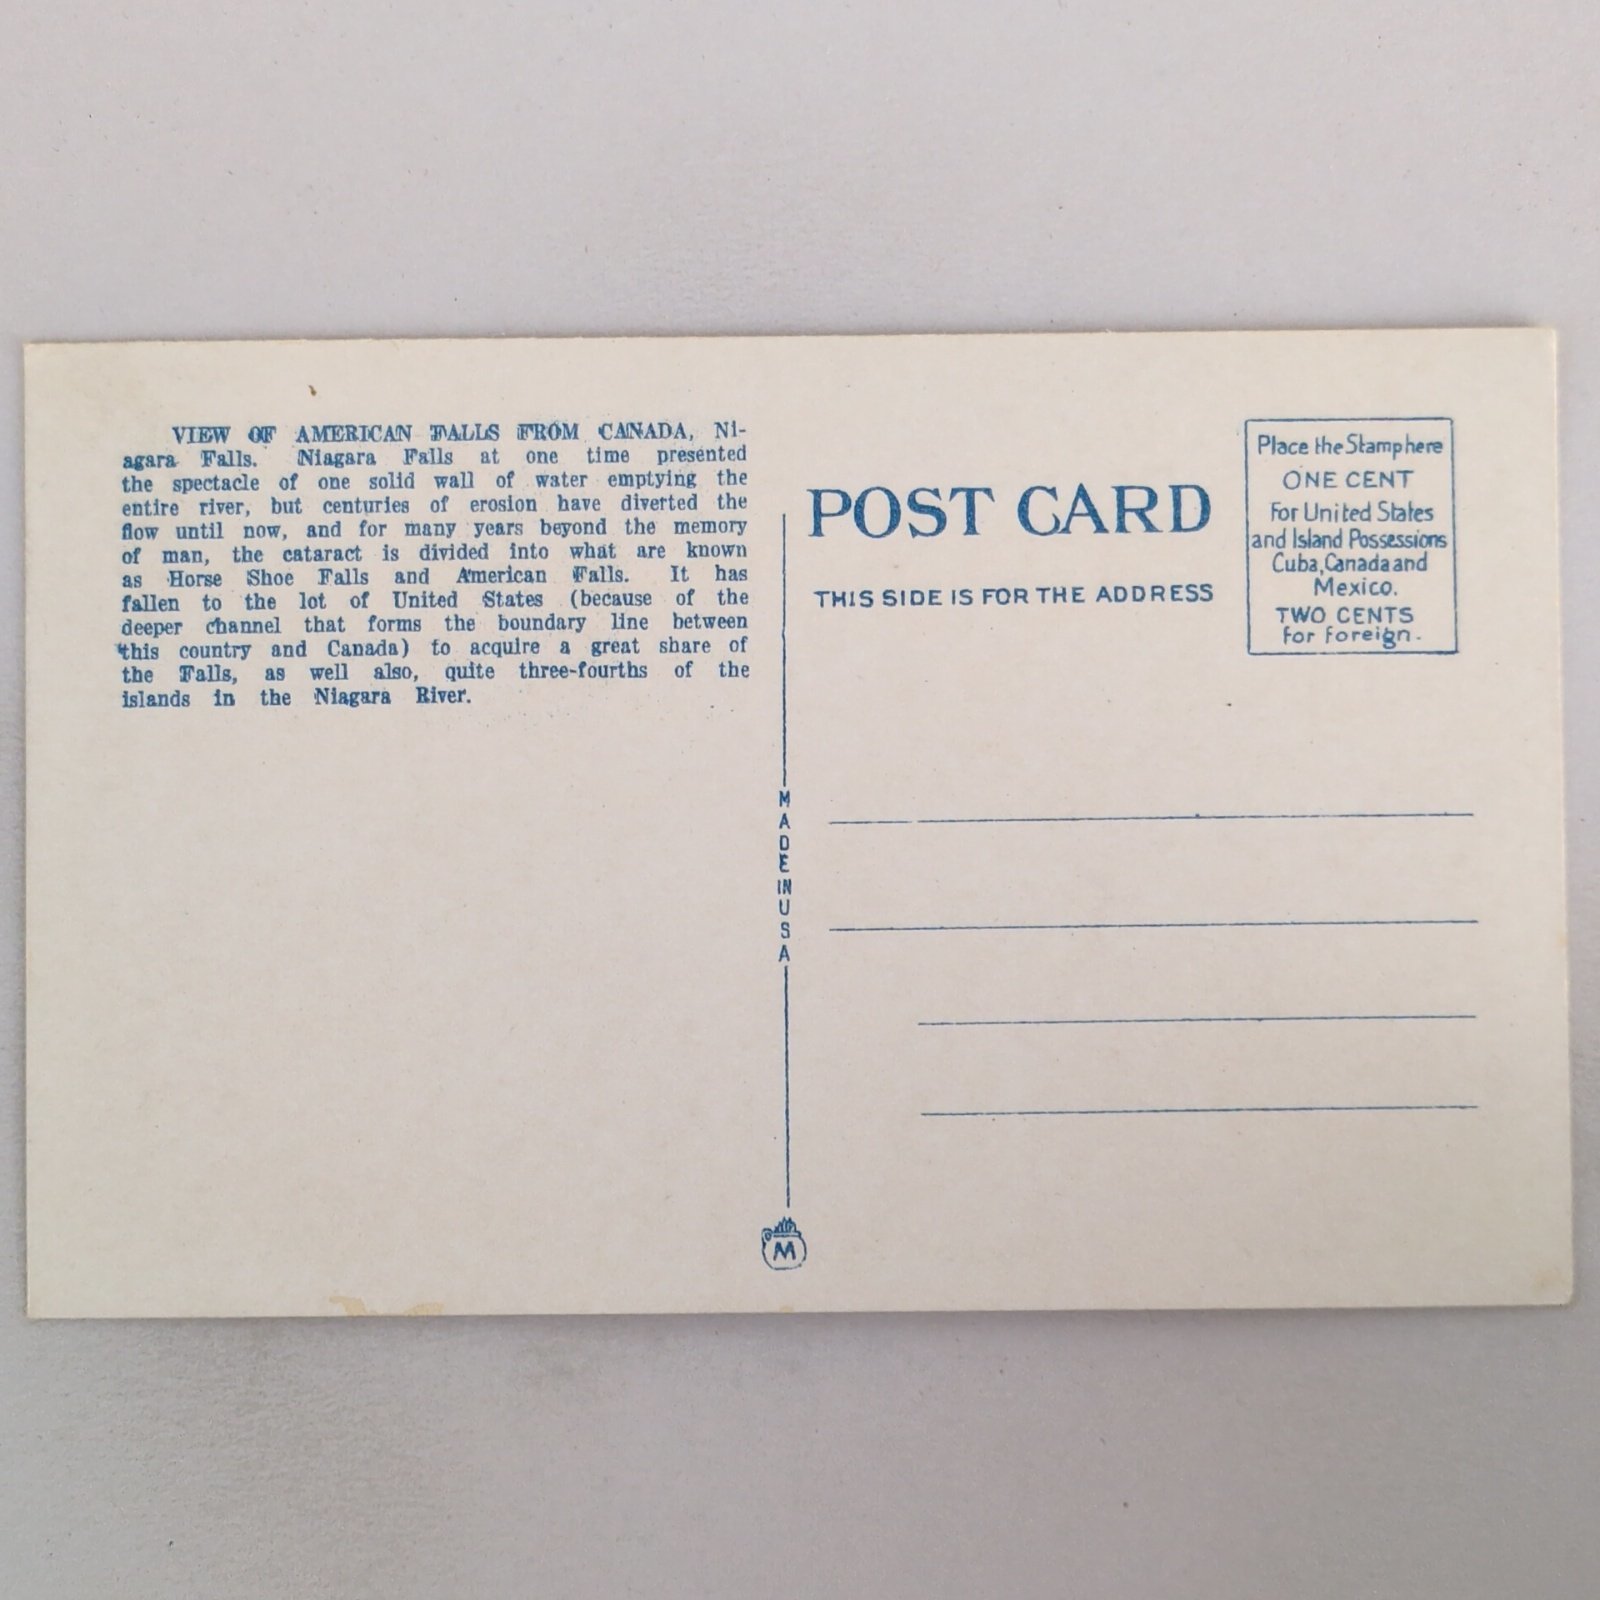 VIEW OF AMERICAN FALLS FROM CANADA, Ni-
agara Falls. Niagara Falls at one time presented
the spectacle of one solid wall of water emptying the
entire river, but centuries of erosion have diverted the
flow until now, and for many years beyond the memory
of man, the cataract is divided into what are known
as Horse Shoe Falls and American Falls. It has
fallen to the lot of United States (because of the
deeper channel that forms the boundary line between
this country and Canada) to acquire a great share of
the Falls, as well also, quite three-fourths of the
islands in the Niagara River.
MADE IN USA
M
POST CARD
THIS SIDE IS FOR THE ADDRESS
Place the Stamp here
ONE CENT
For United States
and Island Possessions
Cuba, Canada and
Mexico.
TWO CENTS
for foreign.